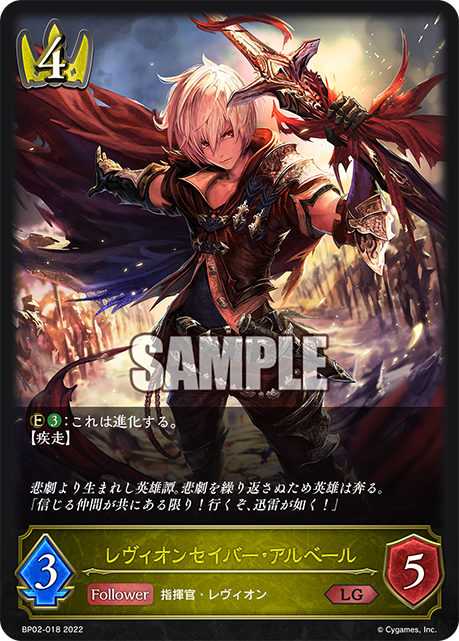 4
SAMPLE
E 3：これは進化する。
【疾走】
悲劇より生まれし英雄譚。悲劇を繰り返さぬため英雄は奔る。
「信じる仲間が共にある限り！行くぞ、迅雷が如く！」
レヴィオンセイバー・アルベール
3
Follower 指揮官・レヴィオン
LG
5
BP02-018 2022
© Cygames, Inc.